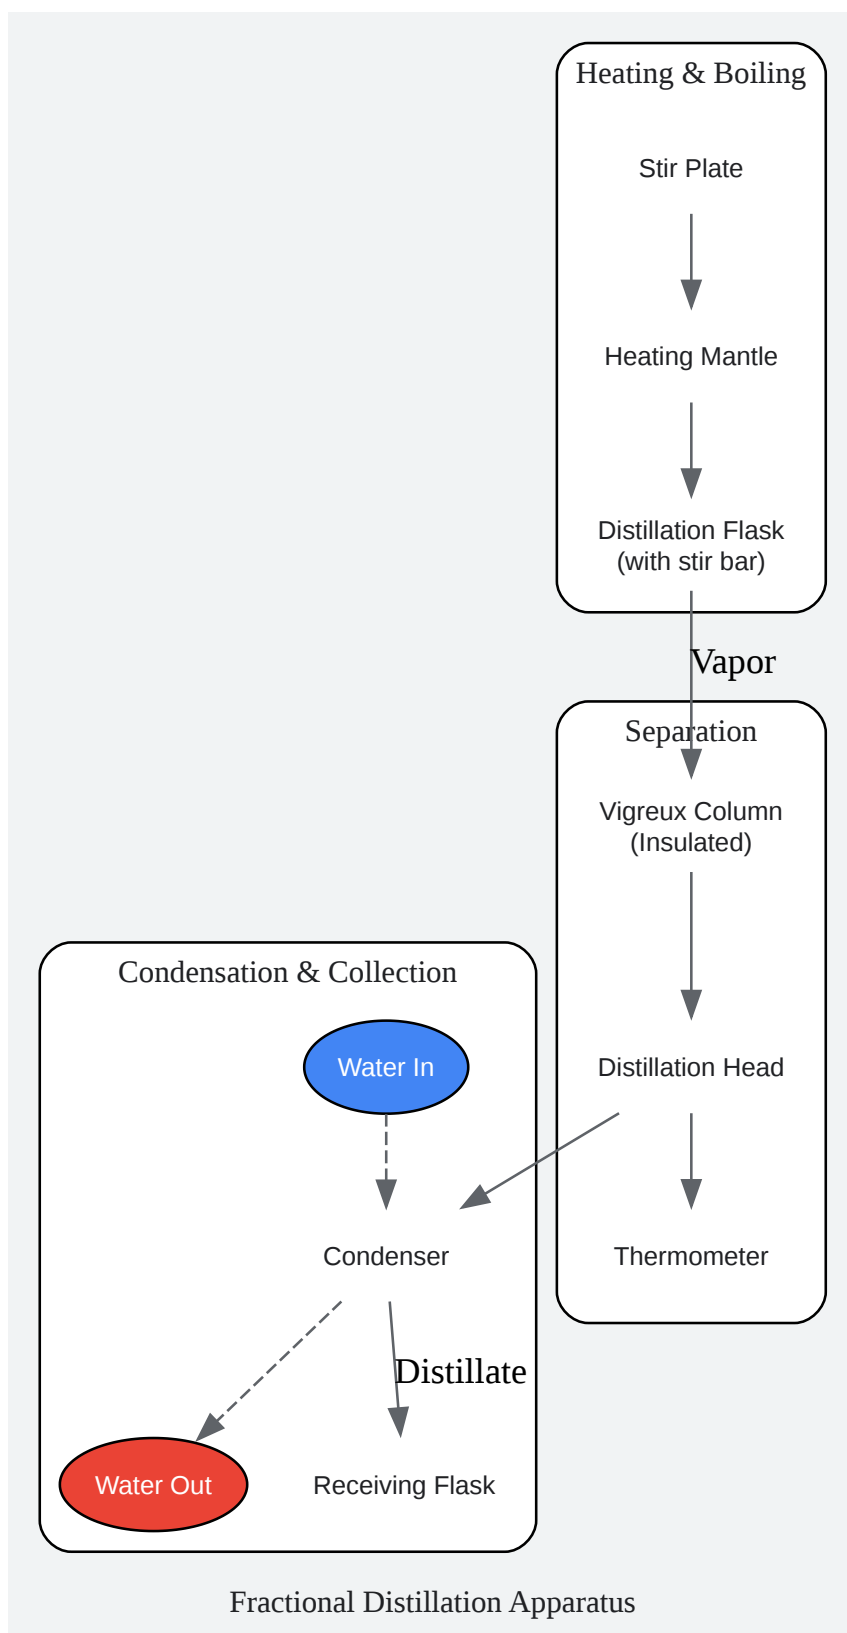 Heating & Boiling
Stir Plate
Heating Mantle
Distillation Flask
(with stir bar)
Vapor
Separation
Vigreux Column
(Insulated)
Condensation & Collection
Water In
Distillation Head
Condenser
Thermometer
Distillate
Water Out
Receiving Flask
Fractional Distillation Apparatus